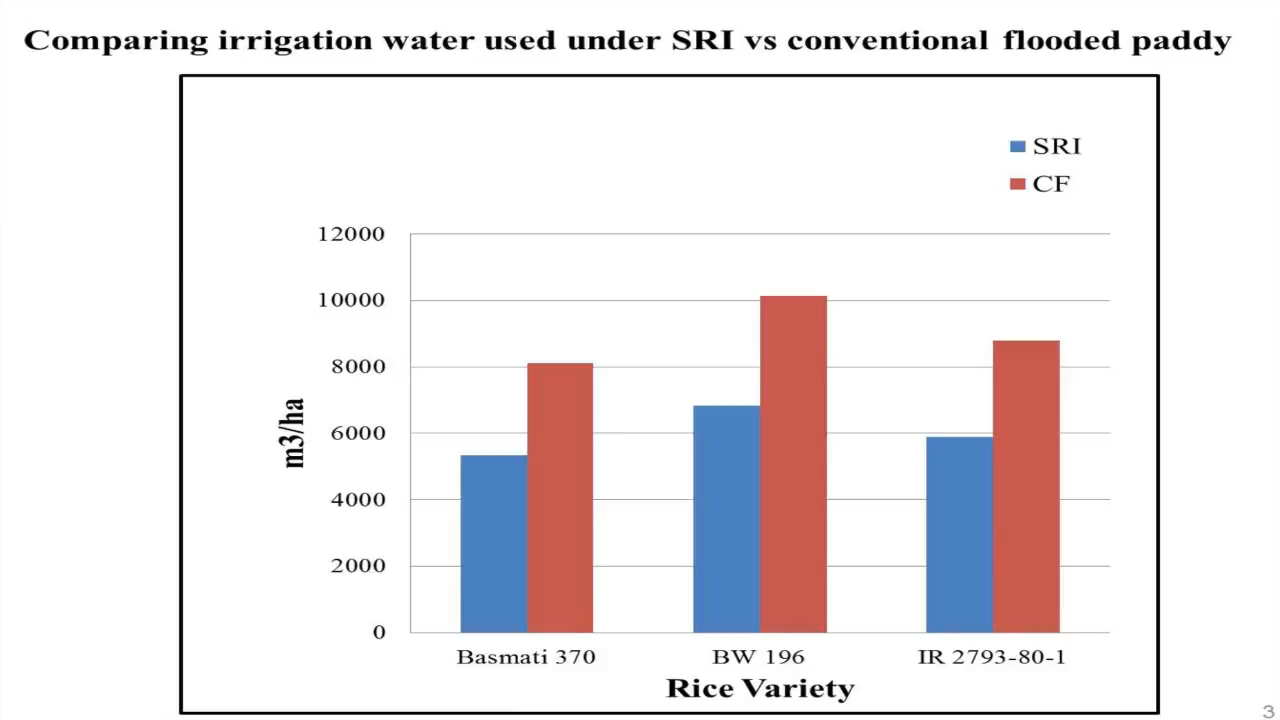 Comparing irrigation water used under SRI vs conventional flooded paddy
SRI
CF
12000
10000
8000
6000
4000
2000
0
m3/ha
Basmati 370
BW 196
IR 2793-80-1
Rice Variety
3